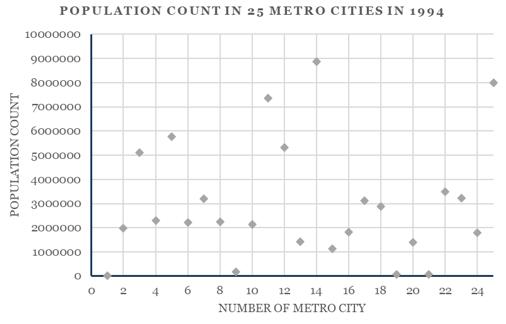 POPULATION COUNT IN 25 METRO CITIES IN 1994
10000000
9000000
8000000
7000000
6000000
5000000
4000000
3000000
2000000
1000000
0
POPULATION COUNT
0 2 4 6 8 10 12 14 16 18 20 22 24
NUMBER OF METRO CITY